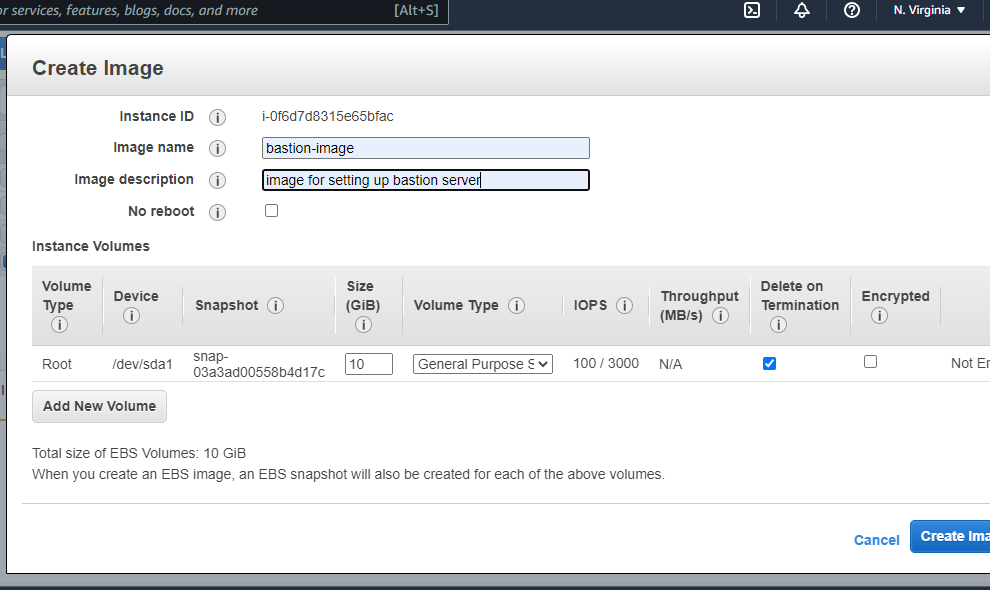 or services, features, blogs, docs, and more [Alt+S] N. Virginia
Create Image
Instance ID i-0f6d7d8315e65bfac
Image name bastion-image
Image description image for setting up bastion server
No reboot
Instance Volumes
Volume Type Device Snapshot Size (GiB) Volume Type IOPS Throughput (MB/s) Delete on Termination Encrypted
Root /dev/sda1 snap-03a3ad00558b4d17c 10 General Purpose S 100 / 3000 N/A Not En
Add New Volume
Total size of EBS Volumes: 10 GiB
When you create an EBS image, an EBS snapshot will also be created for each of the above volumes.
Cancel Create Ima